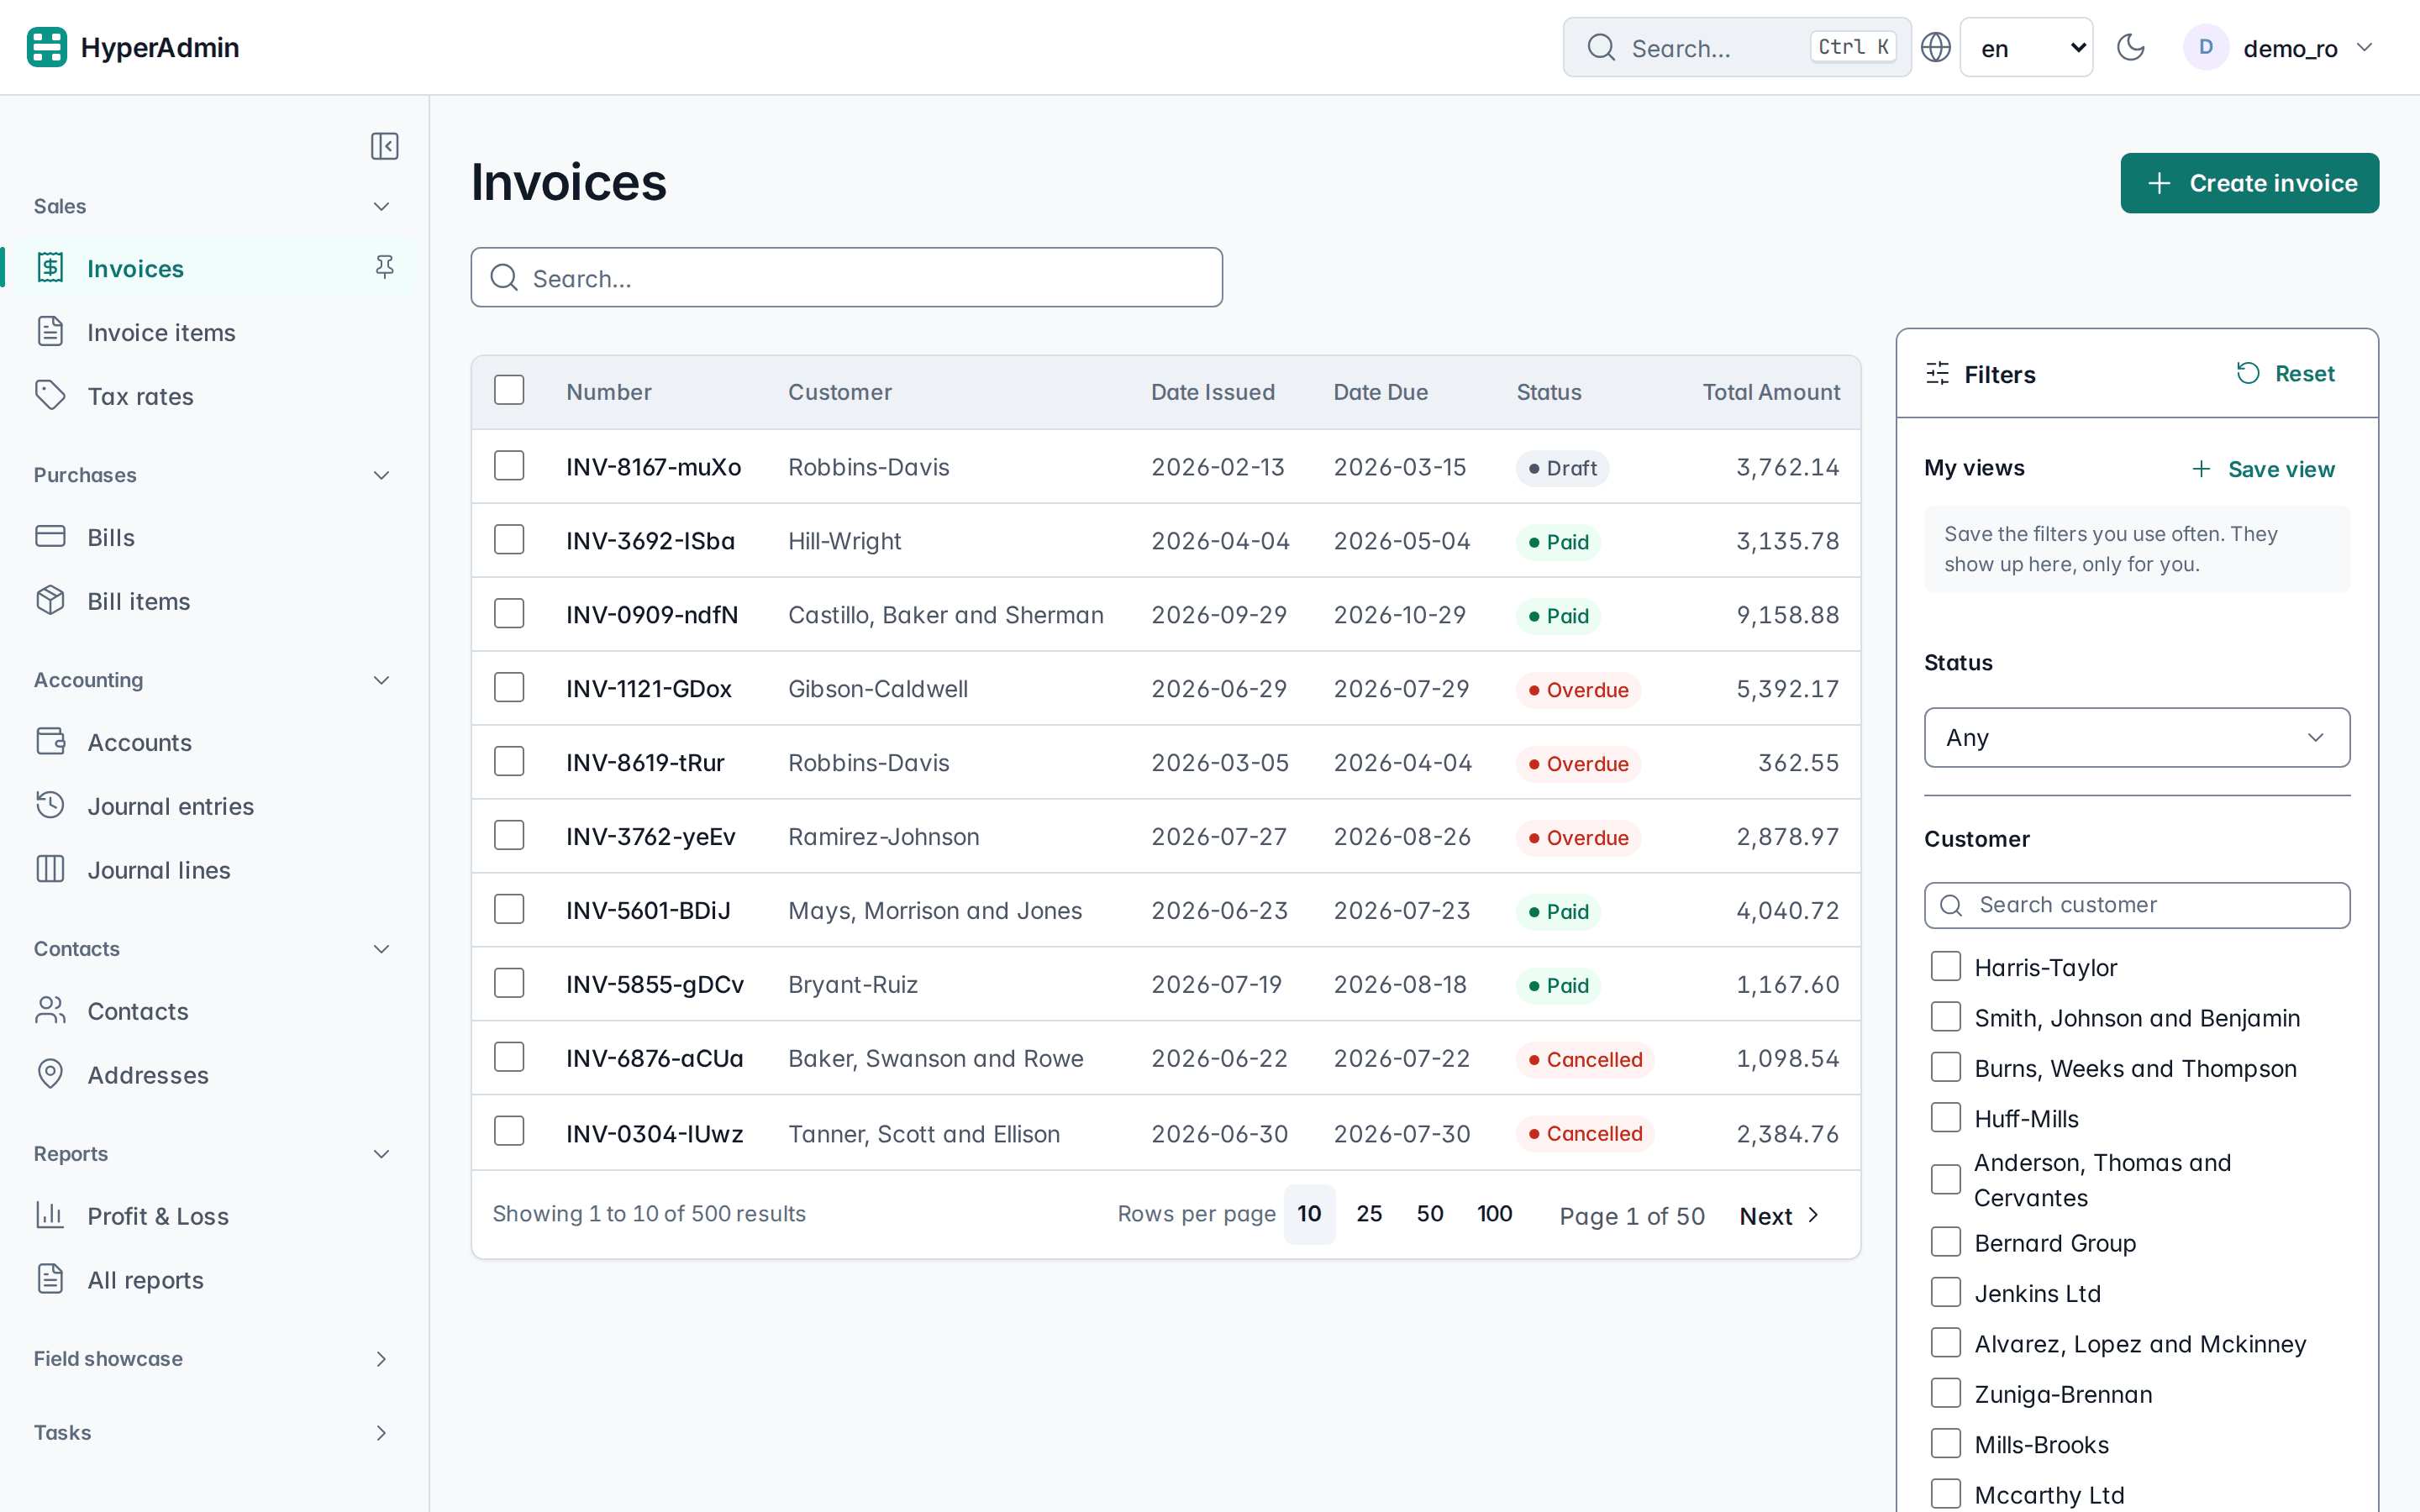 HyperAdmin
Search...
Ctrl K
en
D
demo_ro
Sales
Invoices
Invoice items
Tax rates
Purchases
Bills
Bill items
Accounting
Accounts
Journal entries
Journal lines
Contacts
Contacts
Addresses
Reports
Profit & Loss
All reports
Field showcase
Tasks
Invoices
Create invoice
Search...
Number Customer Date Issued Date Due Status Total Amount
INV-8167-muXo Robbins-Davis 2026-02-13 2026-03-15 Draft 3,762.14
INV-3692-lSba Hill-Wright 2026-04-04 2026-05-04 Paid 3,135.78
INV-0909-ndfN Castillo, Baker and Sherman 2026-09-29 2026-10-29 Paid 9,158.88
INV-1121-GDox Gibson-Caldwell 2026-06-29 2026-07-29 Overdue 5,392.17
INV-8619-tRur Robbins-Davis 2026-03-05 2026-04-04 Overdue 362.55
INV-3762-yeEv Ramirez-Johnson 2026-07-27 2026-08-26 Overdue 2,878.97
INV-5601-BDiJ Mays, Morrison and Jones 2026-06-23 2026-07-23 Paid 4,040.72
INV-5855-gDCv Bryant-Ruiz 2026-07-19 2026-08-18 Paid 1,167.60
INV-6876-aCUa Baker, Swanson and Rowe 2026-06-22 2026-07-22 Cancelled 1,098.54
INV-0304-lUwz Tanner, Scott and Ellison 2026-06-30 2026-07-30 Cancelled 2,384.76
Showing 1 to 10 of 500 results
Rows per page 10 25 50 100
Page 1 of 50 Next
Filters
Reset
My views
Save view
Save the filters you use often. They
show up here, only for you.
Status
Any
Customer
Search customer
Harris-Taylor
Smith, Johnson and Benjamin
Burns, Weeks and Thompson
Huff-Mills
Anderson, Thomas and
Cervantes
Bernard Group
Jenkins Ltd
Alvarez, Lopez and Mckinney
Zuniga-Brennan
Mills-Brooks
Mccarthy Ltd